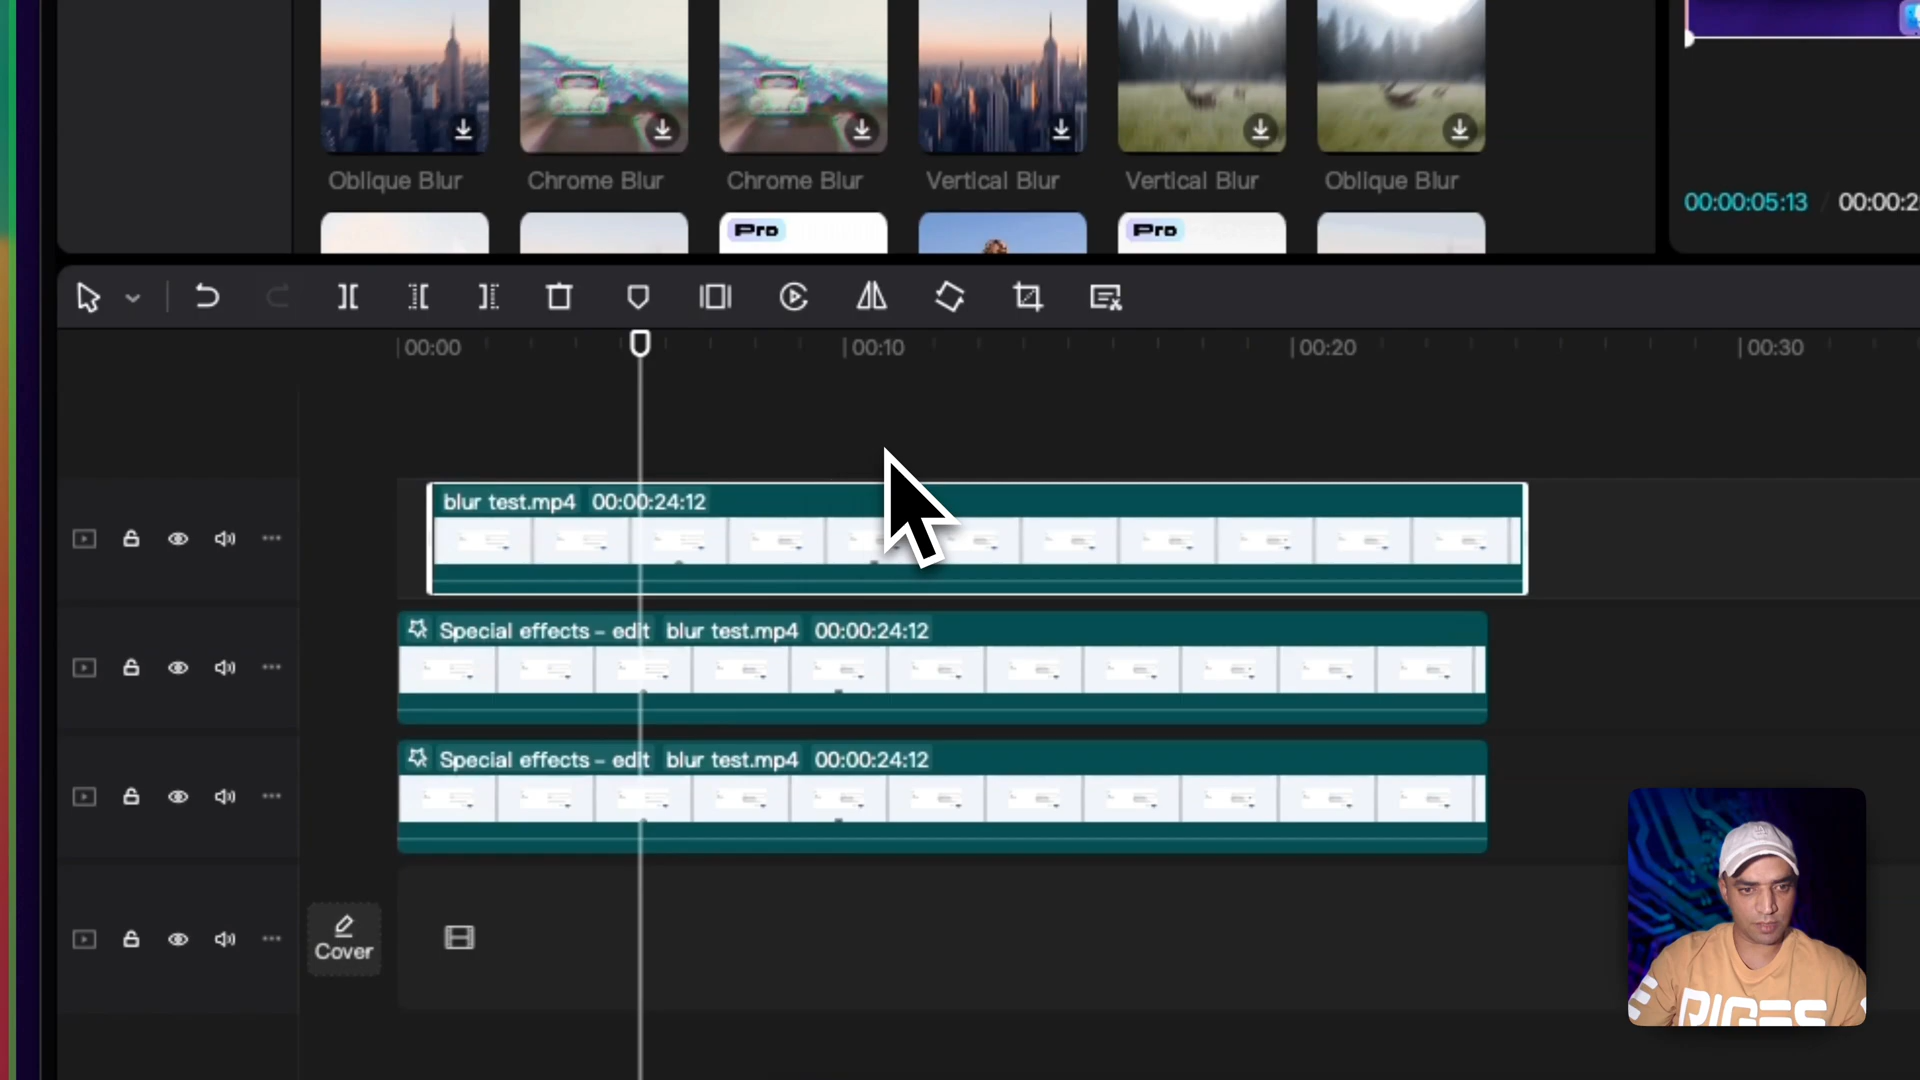 Oblique Blur Chrome Blur Chrome Blur Vertical Blur Vertical Blur Oblique Blur
00:00:05:13 / 00:00:2
Pro Pro
00:00 00:10 00:20 00:30
blur test.mp4 00:00:24:12
Special effects – edit blur test.mp4 00:00:24:12
Special effects – edit blur test.mp4 00:00:24:12
Cover